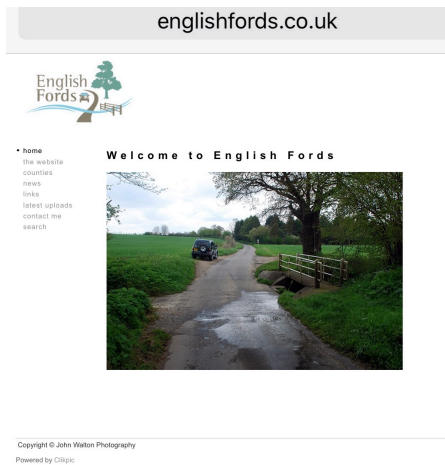 englishfords.co.uk
English
Fords
home
the website
counties
news
links
latest uploads
contact me
search
Welcome to English Fords
Copyright © John Walton Photography
Powered by Clikpic